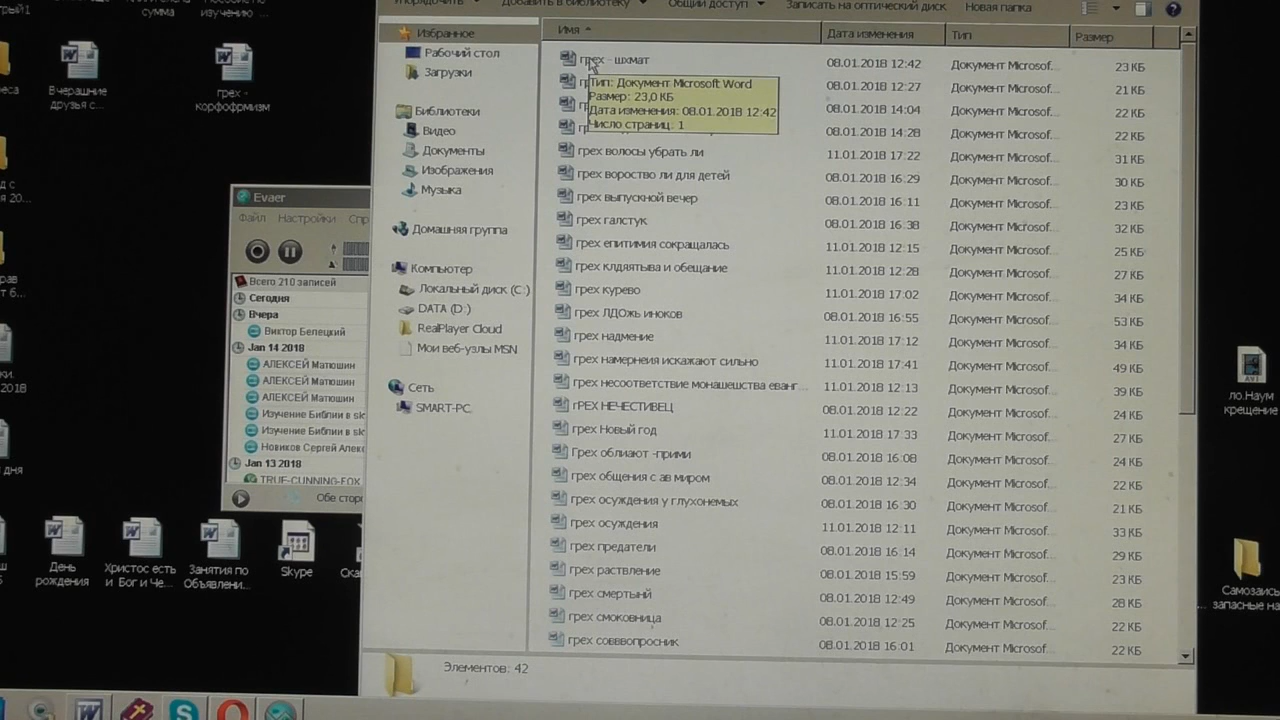 сумма
изучению ...
Вчерашние
друзья с...
грех -
корфофрмизм
Добавить в библиотеку
Общий доступ
Записать на оптический диск
Новая папка
Избранное
Рабочий стол
Загрузки
Библиотеки
Видео
Документы
Изображения
Музыка
Домашняя группа
Компьютер
Локальный диск (C:)
DATA (D:)
RealPlayer Cloud
Мои веб-узлы MSN
Сеть
SMART-PC
Имя
Дата изменения
Тип
Размер
грех - шхмат 08.01.2018 12:42 Документ Microsof... 23 КБ
08.01.2018 12:27 Документ Microsof... 21 КБ
08.01.2018 14:04 Документ Microsof... 22 КБ
08.01.2018 14:28 Документ Microsof... 22 КБ
Тип: Документ Microsoft Word
Размер: 23,0 КБ
Дата изменения: 08.01.2018 12:42
Число страниц: 1
грех волосы убрать ли 11.01.2018 17:22 Документ Microsof... 31 КБ
грех вороство ли для детей 08.01.2018 16:29 Документ Microsof... 30 КБ
грех выпускной вечер 08.01.2018 16:11 Документ Microsof... 23 КБ
грех галстук 08.01.2018 16:38 Документ Microsof... 32 КБ
грех епитимия сокращалась 11.01.2018 12:15 Документ Microsof... 25 КБ
грех клдяятыва и обещание 11.01.2018 12:28 Документ Microsof... 27 КБ
грех курево 11.01.2018 17:02 Документ Microsof... 34 КБ
грех ЛДОжь иноков 08.01.2018 16:55 Документ Microsof... 53 КБ
грех надмение 11.01.2018 17:12 Документ Microsof... 34 КБ
грех намернеия искажают сильно 11.01.2018 17:41 Документ Microsof... 49 КБ
грех несоответствие монашешства еванг... 11.01.2018 12:13 Документ Microsof... 39 КБ
гРЕХ НЕЧЕСТИВЕЦ 08.01.2018 12:22 Документ Microsof... 24 КБ
грех Новый год 11.01.2018 17:33 Документ Microsof... 27 КБ
грех облиают -прими 08.01.2018 16:08 Документ Microsof... 24 КБ
грех общения с ав миром 08.01.2018 12:34 Документ Microsof... 22 КБ
грех осуждения у глухонемых 08.01.2018 16:30 Документ Microsof... 21 КБ
грех осуждения 11.01.2018 12:11 Документ Microsof... 33 КБ
грех предатели 08.01.2018 16:14 Документ Microsof... 29 КБ
грех раствление 08.01.2018 15:59 Документ Microsof... 23 КБ
грех смертый 08.01.2018 12:49 Документ Microsof... 28 КБ
грех смоковница 08.01.2018 12:25 Документ Microsof... 22 КБ
грех совввопросник 08.01.2018 16:01 Документ Microsof... 22 КБ
Элементов: 42
Evaer
Файл Настройки Спр
Всего 210 записей
Сегодня
Вчера
Виктор Белецкий
Jan 14 2018
АЛЕКСЕЙ Матюшин
АЛЕКСЕЙ Матюшин
АЛЕКСЕЙ Матюшин
Изучение Библии в sk
Изучение Библии в sk
Новиков Сергей Алекс
Jan 13 2018
TRUE-CUNNING-FOX
Обе стор
День
рождения
Христос есть
и Бог и Че...
Занятия по
Объявлени...
Skype
AVI
ло.Наум
крещение
Самозаись
запасные на